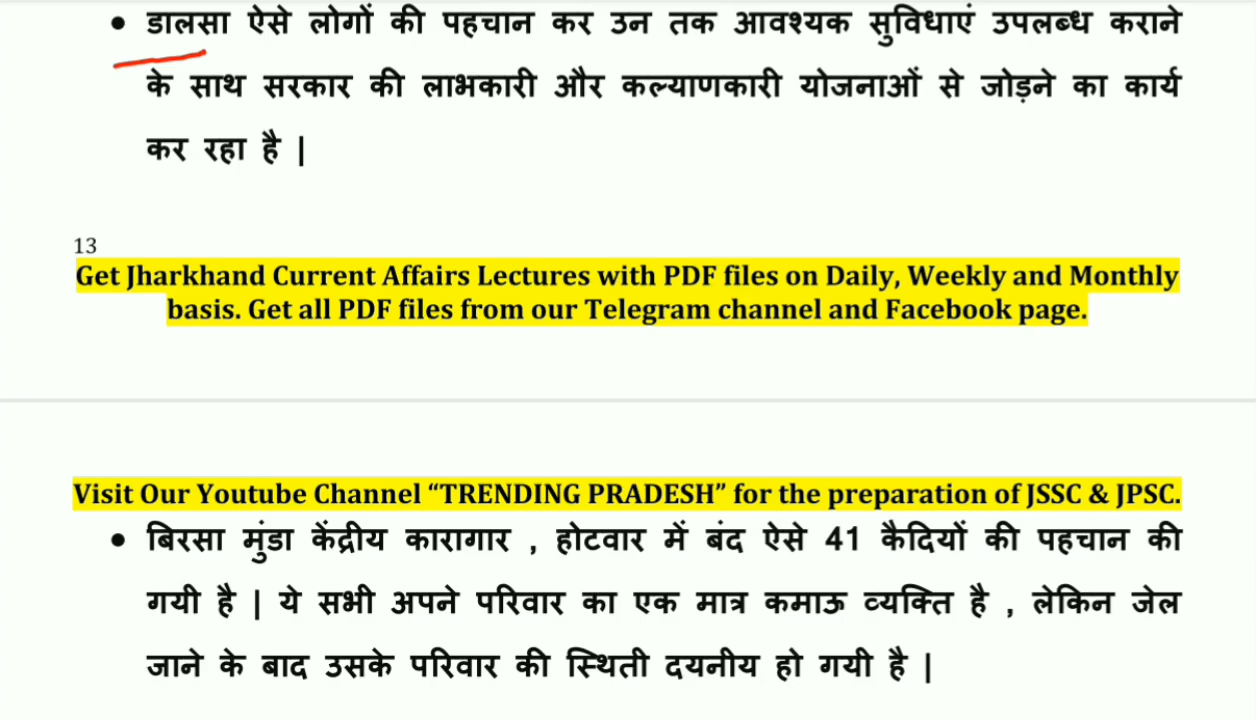 • डालसा ऐसे लोगों की पहचान कर उन तक आवश्यक सुविधाएं उपलब्ध कराने
के साथ सरकार की लाभकारी और कल्याणकारी योजनाओं से जोड़ने का कार्य
कर रहा है |
13
Get Jharkhand Current Affairs Lectures with PDF files on Daily, Weekly and Monthly
basis. Get all PDF files from our Telegram channel and Facebook page.
Visit Our Youtube Channel “TRENDING PRADESH” for the preparation of JSSC & JPSC.
• बिरसा मुंडा केंद्रीय कारागार , होटवार में बंद ऐसे 41 कैदियों की पहचान की
गयी है | ये सभी अपने परिवार का एक मात्र कमाऊ व्यक्ति है , लेकिन जेल
जाने के बाद उसके परिवार की स्थिती दयनीय हो गयी है |